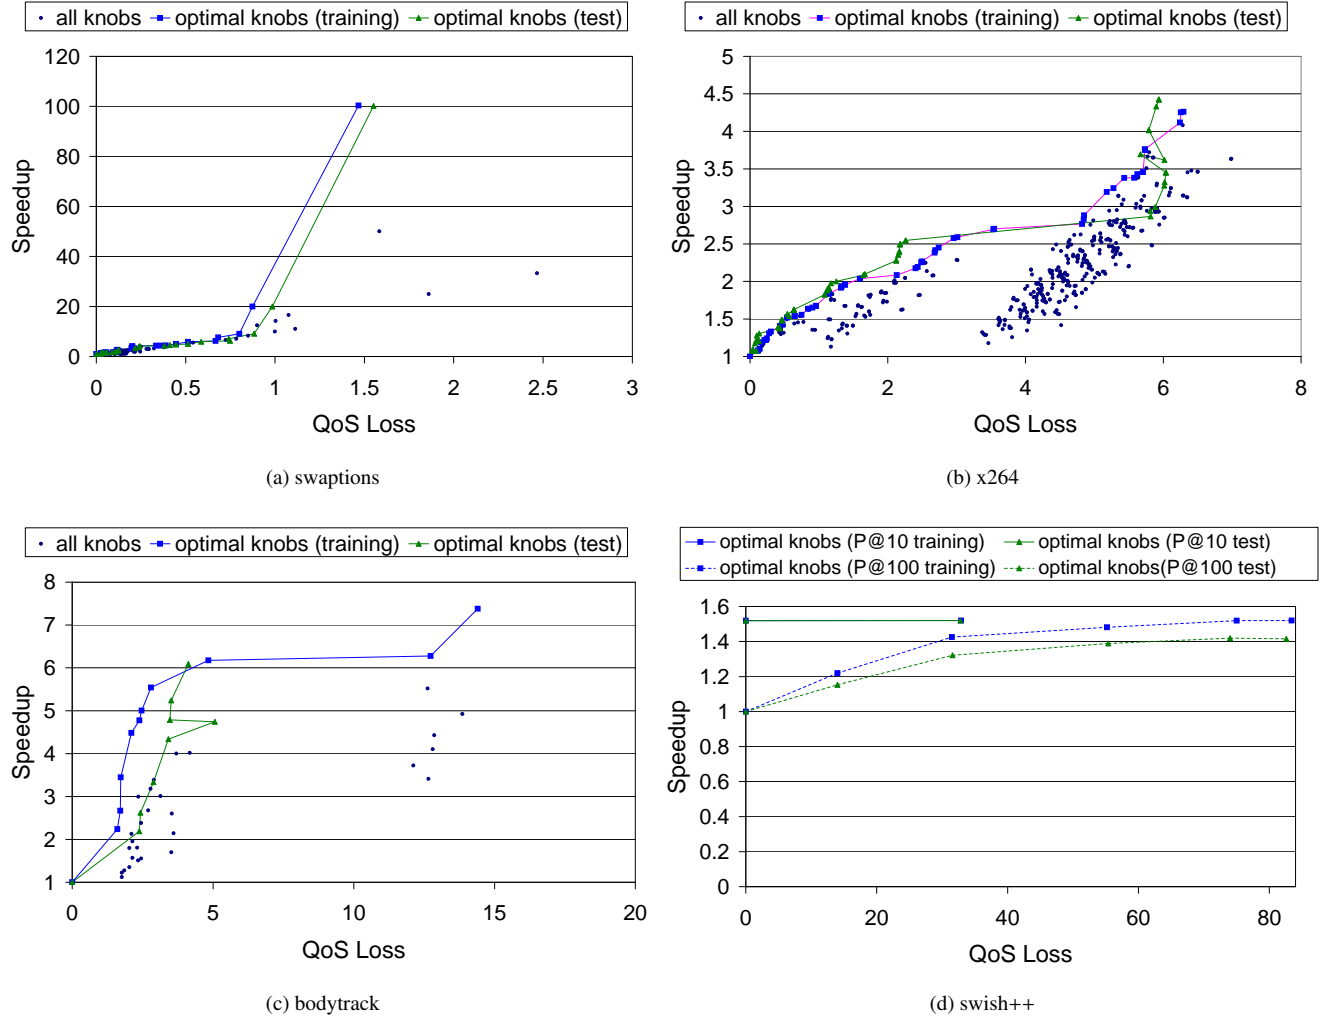 all knobs optimal knobs (training) optimal knobs (test)
120
100
80
60
40
20
0
Speedup
0 0.5 1 1.5 2 2.5 3
QoS Loss
(a) swaptions
all knobs optimal knobs (training) optimal knobs (test)
5
4.5
4
3.5
3
2.5
2
1.5
1
Speedup
0 2 4 6 8
QoS Loss
(b) x264
all knobs optimal knobs (training) optimal knobs (test)
8
7
6
5
4
3
2
1
Speedup
0 5 10 15 20
QoS Loss
(c) bodytrack
optimal knobs (P@10 training) optimal knobs (P@10 test)
optimal knobs (P@100 training) optimal knobs(P@100 test)
1.6
1.4
1.2
1
0.8
0.6
0.4
0.2
0
Speedup
0 20 40 60 80
QoS Loss
(d) swish++